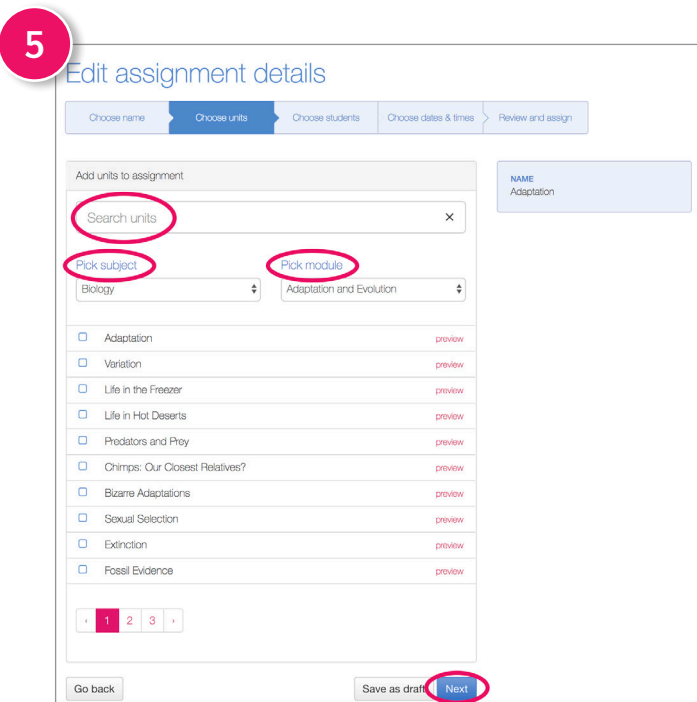 5
Edit assignment details
Choose name Choose units Choose students Choose dates & times Review and assign
Add units to assignment
NAME
Adaptation
Search units ×
Pick subject Pick module
Biology Adaptation and Evolution
Adaptation preview
Variation preview
Life in the Freezer preview
Life in Hot Deserts preview
Predators and Prey preview
Chimps: Our Closest Relatives? preview
Bizarre Adaptations preview
Sexual Selection preview
Extinction preview
Fossil Evidence preview
‹ 1 2 3 ›
Go back Save as draft Next